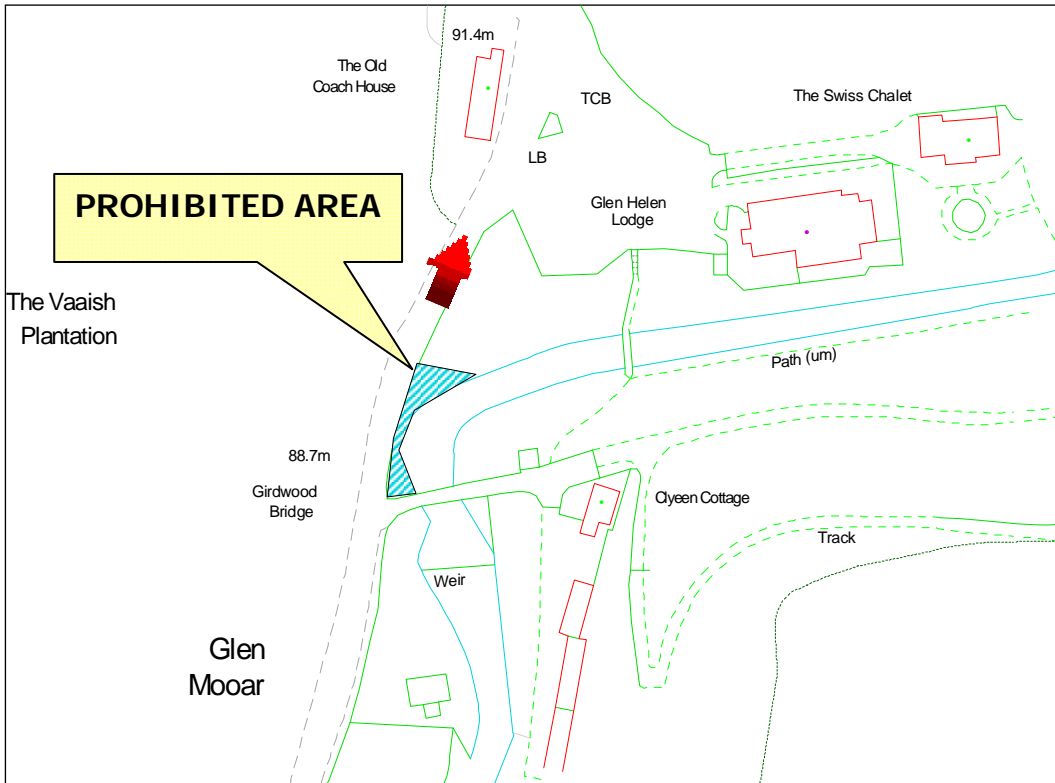 91.4m
The Old
Coach House
TCB
The Swiss Chalet
LB
PROHIBITED AREA
Glen Helen
Lodge
The Vaaish
Plantation
Path (um)
88.7m
Girdwood
Bridge
Olyeen Cottage
Track
Weir
Glen
Mooar